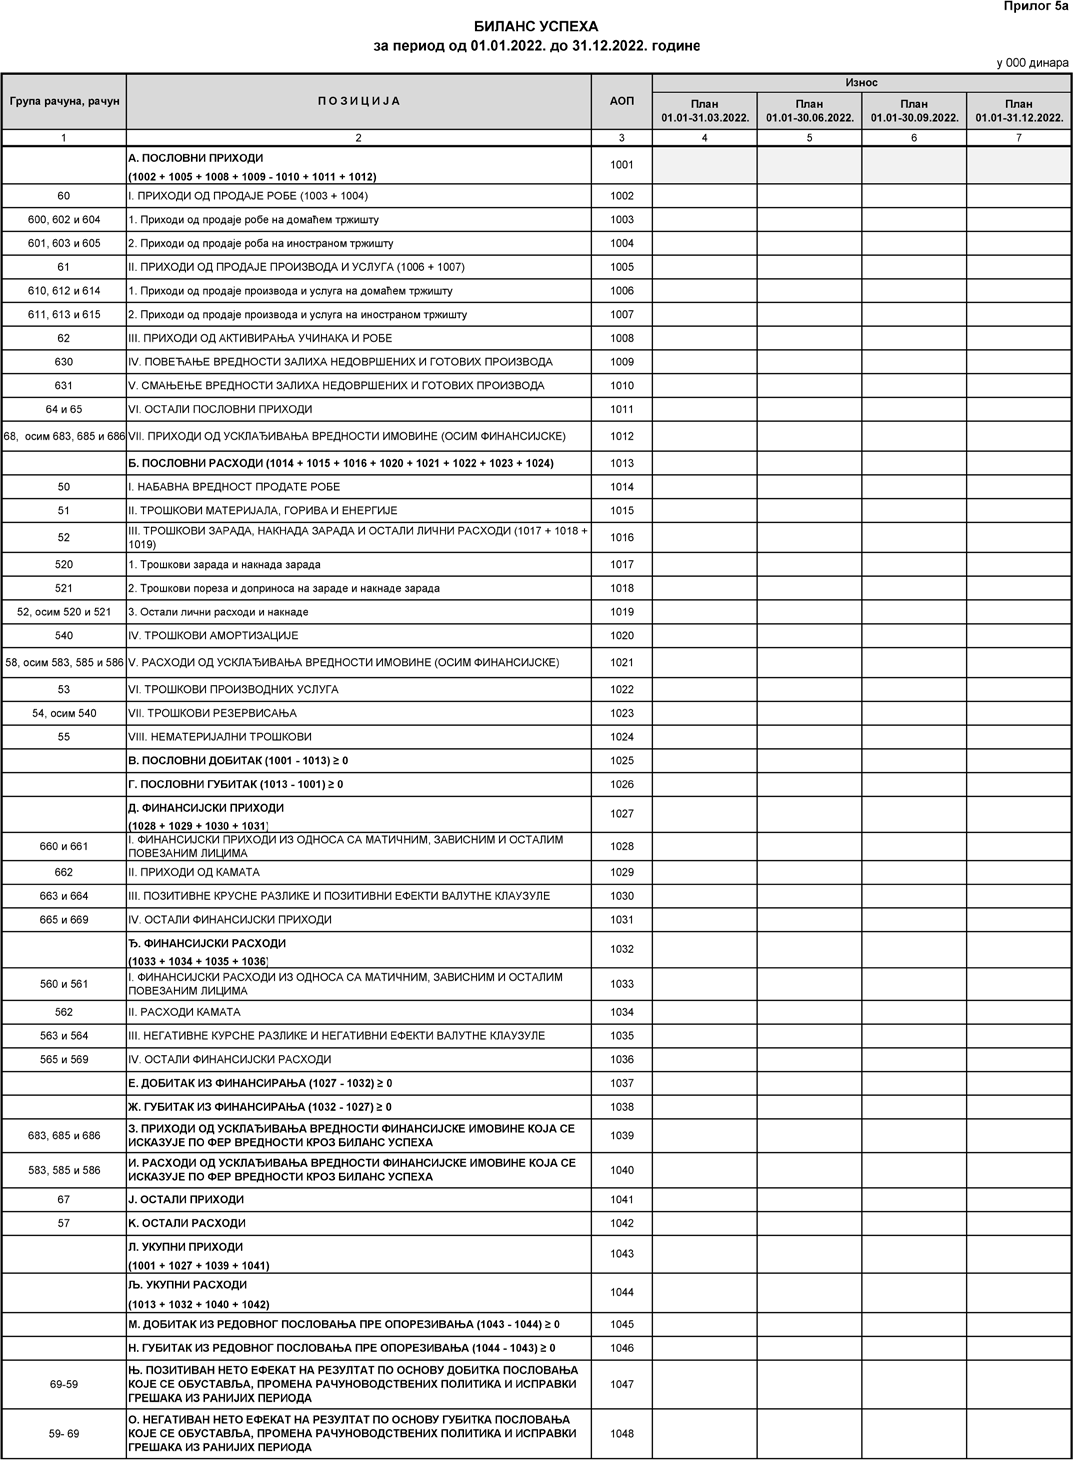 Прилог 5а
БИЛАНС УСПЕХА
за период од 01.01.2022. до 31.12.2022. године
у 000 динара
Група рачуна, рачун П О З И Ц И Ј А АОП Износ
План 01.01-31.03.2022. План 01.01-30.06.2022. План 01.01-30.09.2022. План 01.01-31.12.2022.
1 2 3 4 5 6 7
А. ПОСЛОВНИ ПРИХОДИ
(1002 + 1005 + 1008 + 1009 - 1010 + 1011 + 1012) 1001
60 I. ПРИХОДИ ОД ПРОДАЈЕ РОБЕ (1003 + 1004) 1002
600, 602 и 604 1. Приходи од продаје робе на домаћем тржишту 1003
601, 603 и 605 2. Приходи од продаје роба на иностраном тржишту 1004
61 II. ПРИХОДИ ОД ПРОДАЈЕ ПРОИЗВОДА И УСЛУГА (1006 + 1007) 1005
610, 612 и 614 1. Приходи од продаје производа и услуга на домаћем тржишту 1006
611, 613 и 615 2. Приходи од продаје производа и услуга на иностраном тржишту 1007
62 III. ПРИХОДИ ОД АКТИВИРАЊА УЧИНАКА И РОБЕ 1008
630 IV. ПОВЕЋАЊЕ ВРЕДНОСТИ ЗАЛИХА НЕДОВРШЕНИХ И ГОТОВИХ ПРОИЗВОДА 1009
631 V. СМАЊЕЊЕ ВРЕДНОСТИ ЗАЛИХА НЕДОВРШЕНИХ И ГОТОВИХ ПРОИЗВОДА 1010
64 и 65 VI. ОСТАЛИ ПОСЛОВНИ ПРИХОДИ 1011
68, осим 683, 685 и 686 VII. ПРИХОДИ ОД УСКЛАЂИВАЊА ВРЕДНОСТИ ИМОВИНЕ (ОСИМ ФИНАНСИЈСКЕ) 1012
Б. ПОСЛОВНИ РАСХОДИ (1014 + 1015 + 1016 + 1020 + 1021 + 1022 + 1023 + 1024) 1013
50 I. НАБАВНА ВРЕДНОСТ ПРОДАТЕ РОБЕ 1014
51 II. ТРОШКОВИ МАТЕРИЈАЛА, ГОРИВА И ЕНЕРГИЈЕ 1015
52 III. ТРОШКОВИ ЗАРАДА, НАКНАДА ЗАРАДА И ОСТАЛИ ЛИЧНИ РАСХОДИ (1017 + 1018 +
1019) 1016
520 1. Трошкови зарада и накнада зарада 1017
521 2. Трошкови пореза и доприноса на зараде и накнаде зарада 1018
52, осим 520 и 521 3. Остали лични расходи и накнаде 1019
540 IV. ТРОШКОВИ АМОРТИЗАЦИЈЕ 1020
58, осим 583, 585 и 586 V. РАСХОДИ ОД УСКЛАЂИВАЊА ВРЕДНОСТИ ИМОВИНЕ (ОСИМ ФИНАНСИЈСКЕ) 1021
53 VI. ТРОШКОВИ ПРОИЗВОДНИХ УСЛУГА 1022
54, осим 540 VII. ТРОШКОВИ РЕЗЕРВИСАЊА 1023
55 VIII. НЕМАТЕРИЈАЛНИ ТРОШКОВИ 1024
В. ПОСЛОВНИ ДОБИТАК (1001 - 1013) ≥ 0 1025
Г. ПОСЛОВНИ ГУБИТАК (1013 - 1001) ≥ 0 1026
Д. ФИНАНСИЈСКИ ПРИХОДИ
(1028 + 1029 + 1030 + 1031) 1027
660 и 661 I. ФИНАНСИЈСКИ ПРИХОДИ ИЗ ОДНОСА СА МАТИЧНИМ, ЗАВИСНИМ И ОСТАЛИМ
ПОВЕЗАНИМ ЛИЦИМА 1028
662 II. ПРИХОДИ ОД КАМАТА 1029
663 и 664 III. ПОЗИТИВНЕ КРУСНЕ РАЗЛИКЕ И ПОЗИТИВНИ ЕФЕКТИ ВАЛУТНЕ КЛАУЗУЛЕ 1030
665 и 669 IV. ОСТАЛИ ФИНАНСИЈСКИ ПРИХОДИ 1031
Ђ. ФИНАНСИЈСКИ РАСХОДИ
(1033 + 1034 + 1035 + 1036) 1032
560 и 561 I. ФИНАНСИЈСКИ РАСХОДИ ИЗ ОДНОСА СА МАТИЧНИМ, ЗАВИСНИМ И ОСТАЛИМ
ПОВЕЗАНИМ ЛИЦИМА 1033
562 II. РАСХОДИ КАМАТА 1034
563 и 564 III. НЕГАТИВНЕ КУРСНЕ РАЗЛИКЕ И НЕГАТИВНИ ЕФЕКТИ ВАЛУТНЕ КЛАУЗУЛЕ 1035
565 и 569 IV. ОСТАЛИ ФИНАНСИЈСКИ РАСХОДИ 1036
Е. ДОБИТАК ИЗ ФИНАНСИРАЊА (1027 - 1032) ≥ 0 1037
Ж. ГУБИТАК ИЗ ФИНАНСИРАЊА (1032 - 1027) ≥ 0 1038
683, 685 и 686 З. ПРИХОДИ ОД УСКЛАЂИВАЊА ВРЕДНОСТИ ФИНАНСИЈСКЕ ИМОВИНЕ КОЈА СЕ
ИСКАЗУЈЕ ПО ФЕР ВРЕДНОСТИ КРОЗ БИЛАНС УСПЕХА 1039
583, 585 и 586 И. РАСХОДИ ОД УСКЛАЂИВАЊА ВРЕДНОСТИ ФИНАНСИЈСКЕ ИМОВИНЕ КОЈА СЕ
ИСКАЗУЈЕ ПО ФЕР ВРЕДНОСТИ КРОЗ БИЛАНС УСПЕХА 1040
67 Ј. ОСТАЛИ ПРИХОДИ 1041
57 К. ОСТАЛИ РАСХОДИ 1042
Л. УКУПНИ ПРИХОДИ
(1001 + 1027 + 1039 + 1041) 1043
Љ. УКУПНИ РАСХОДИ
(1013 + 1032 + 1040 + 1042) 1044
М. ДОБИТАК ИЗ РЕДОВНОГ ПОСЛОВАЊА ПРЕ ОПОРЕЗИВАЊА (1043 - 1044) ≥ 0 1045
Н. ГУБИТАК ИЗ РЕДОВНОГ ПОСЛОВАЊА ПРЕ ОПОРЕЗИВАЊА (1044 - 1043) ≥ 0 1046
69-59 Њ. ПОЗИТИВАН НЕТО ЕФЕКАТ НА РЕЗУЛТАТ ПО ОСНОВУ ДОБИТКА ПОСЛОВАЊА
КОЈЕ СЕ ОБУСТАВЉА, ПРОМЕНА РАЧУНОВОДСТВЕНИХ ПОЛИТИКА И ИСПРАВКИ
ГРЕШАКА ИЗ РАНИЈИХ ПЕРИОДА 1047
59- 69 О. НЕГАТИВАН НЕТО ЕФЕКАТ НА РЕЗУЛТАТ ПО ОСНОВУ ГУБИТКА ПОСЛОВАЊА
КОЈЕ СЕ ОБУСТАВЉА, ПРОМЕНА РАЧУНОВОДСТВЕНИХ ПОЛИТИКА И ИСПРАВКИ
ГРЕШАКА ИЗ РАНИЈИХ ПЕРИОДА 1048